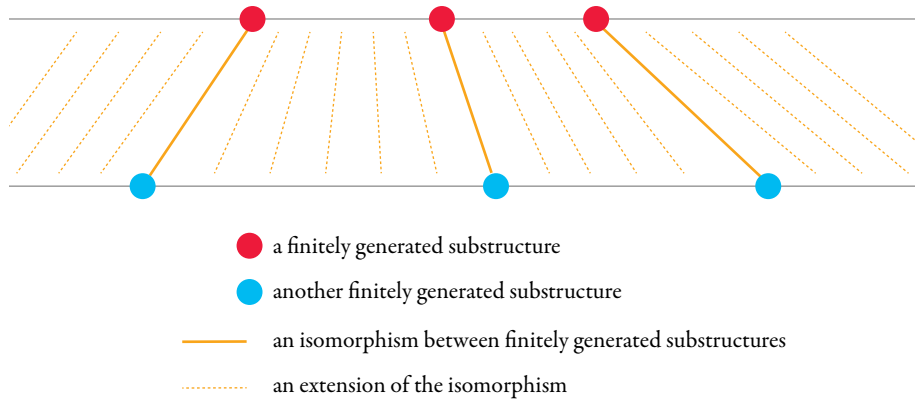 a finitely generated substructure
another finitely generated substructure
an isomorphism between finitely generated substructures
an extension of the isomorphism